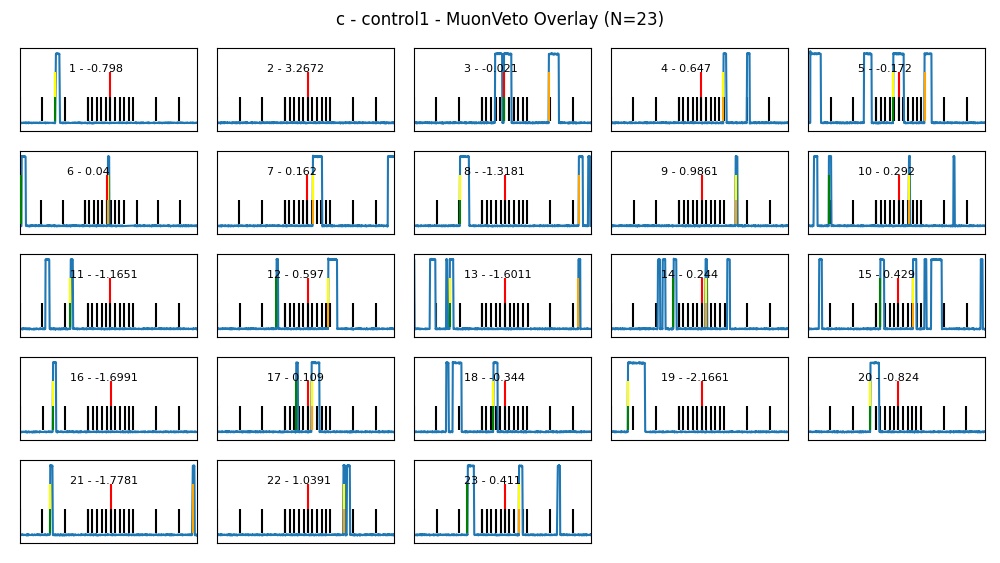 c - control1 - MuonVeto Overlay (N=23)
1 - -0.798
2 - 3.2672
3 - -0.021
4 - 0.647
5 - -0.172
6 - 0.04
7 - 0.162
8 - -1.3181
9 - 0.9861
10 - 0.292
11 - -1.1651
12 - 0.597
13 - -1.6011
14 - 0.244
15 - 0.429
16 - -1.6991
17 - 0.109
18 - -0.344
19 - -2.1661
20 - -0.824
21 - -1.7781
22 - 1.0391
23 - 0.411